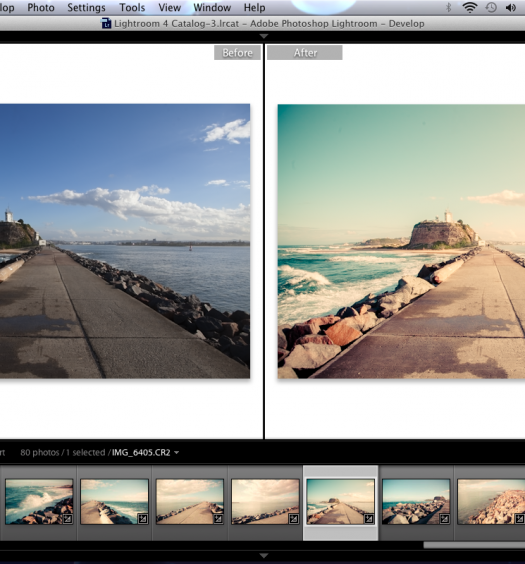 lop Photo Settings Tools View Window Help
Lightroom 4 Catalog-3.lrcat - Adobe Photoshop Lightroom - Develop
Before After
rt 80 photos / 1 selected / IMG_6405.CR2